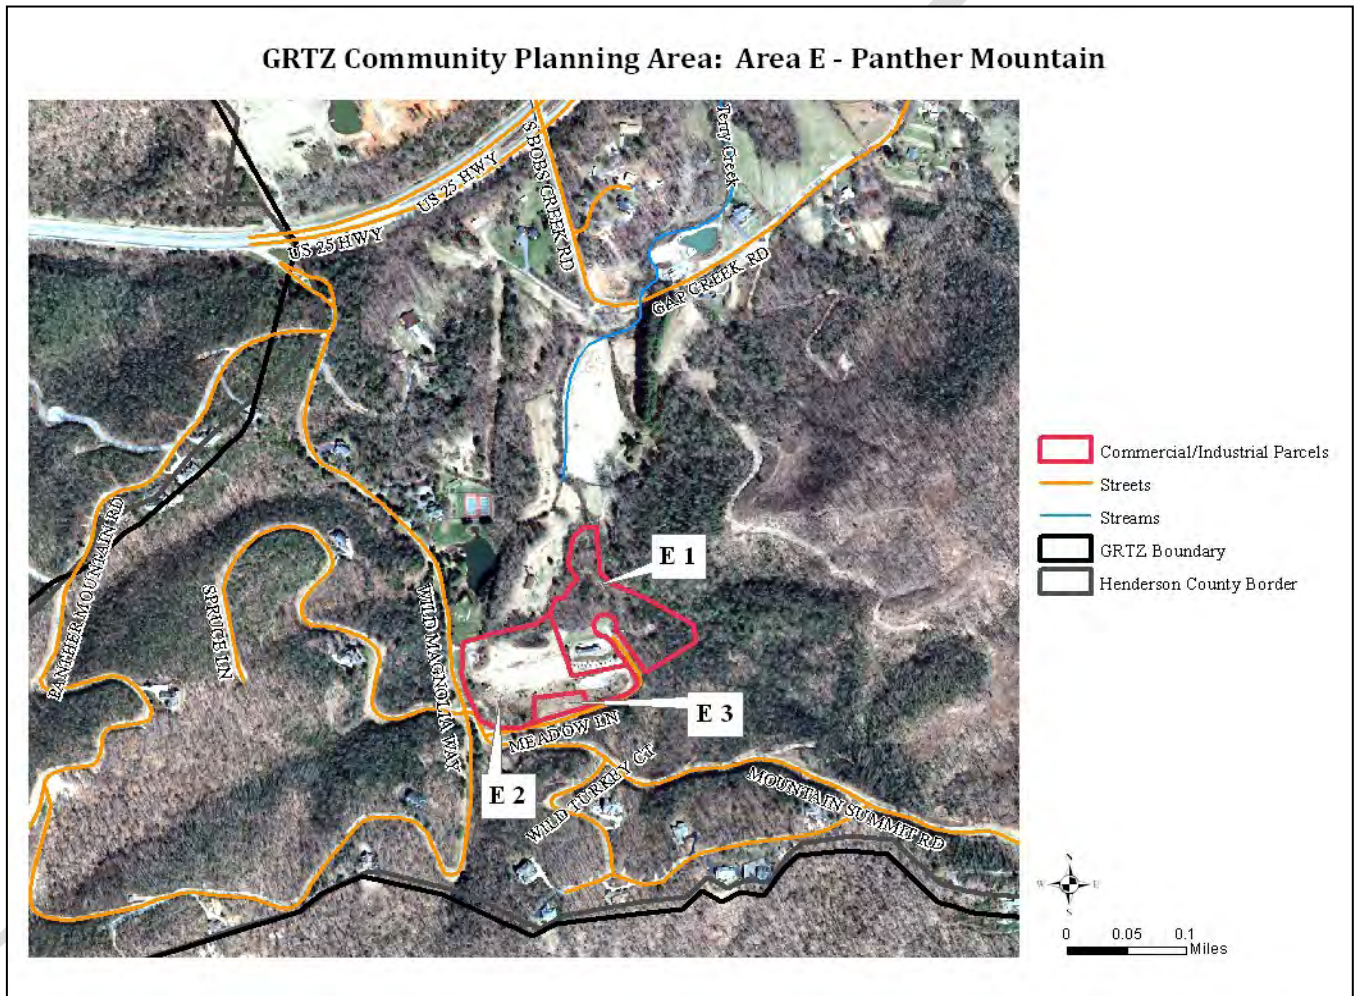 GRTZ Community Planning Area: Area E - Panther Mountain
US 25 HWY
US 25 HWY
S BOBS CREEK RD
Terry Creek
GAP CREEK RD
PANTHER MOUNTAIN RD
SPRUCE LN
WILD MAGNOLIA WAY
E 1
E 3
E 2
MEADOW LN
WILD TURKEY CT
MOUNTAIN SUMMIT RD
Commercial/Industrial Parcels
Streets
Streams
GRTZ Boundary
Henderson County Border
N
W E
S
0 0.05 0.1
Miles